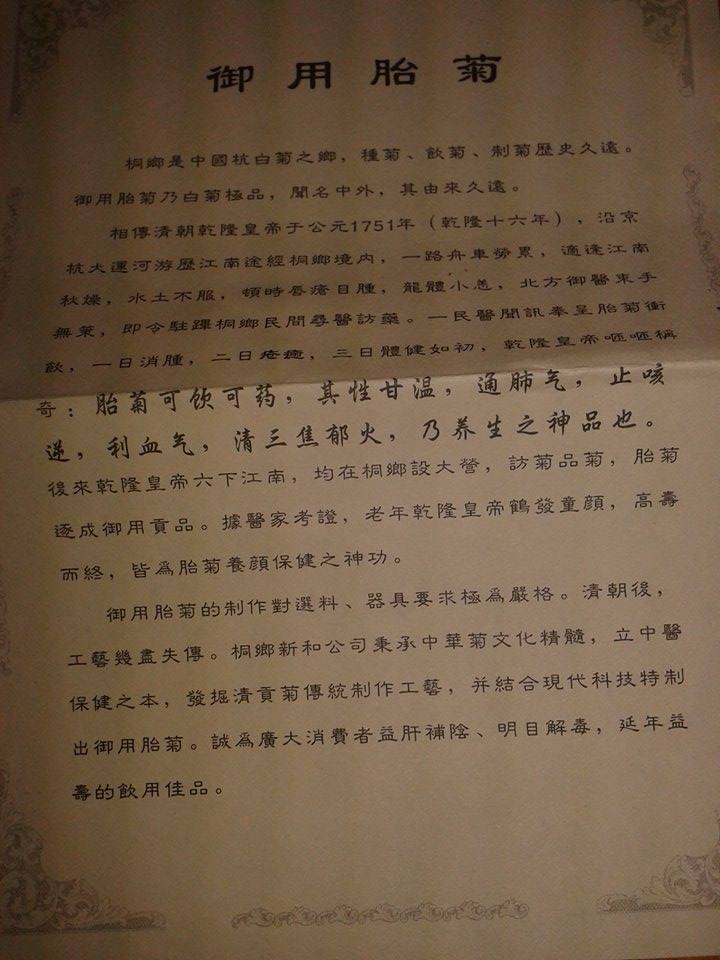 御用胎菊
桐鄉是中國杭白菊之鄉，種菊、飲菊、制菊歷史久遠。
御用胎菊乃白菊極品，聞名中外，其由來久遠。
相傳清朝乾隆皇帝于公元1751年（乾隆十六年），沿京
杭大運河游歷江南途經桐鄉境内，一路舟車勞累，適逢江南
秋燥，水土不服，頓時唇瘡目腫，龍體小恙，北方御醫束手
無策，即令駐蹕桐鄉民間尋醫訪藥。一民醫聞訊奉呈胎菊衝
飲，一日消腫，二日瘡癒，三日體健如初，乾隆皇帝咂咂稱
奇：胎菊可饮可药，其性甘温，通肺气，止咳
逆，利血气，清三焦郁火，乃养生之神品也。
後來乾隆皇帝六下江南，均在桐鄉設大營，訪菊品菊，胎菊
逐成御用貢品。據醫家考證，老年乾隆皇帝鶴發童顏，高壽
而終，皆爲胎菊養顏保健之神功。
御用胎菊的制作對選料、器具要求極爲嚴格。清朝後，
工藝幾盡失傳。桐鄉新和公司秉承中華菊文化精髓，立中醫
保健之本，發掘清貢菊傳統制作工藝，并結合現代科技特制
出御用胎菊。誠爲廣大消費者益肝補陰、明目解毒，延年益
壽的飲用佳品。